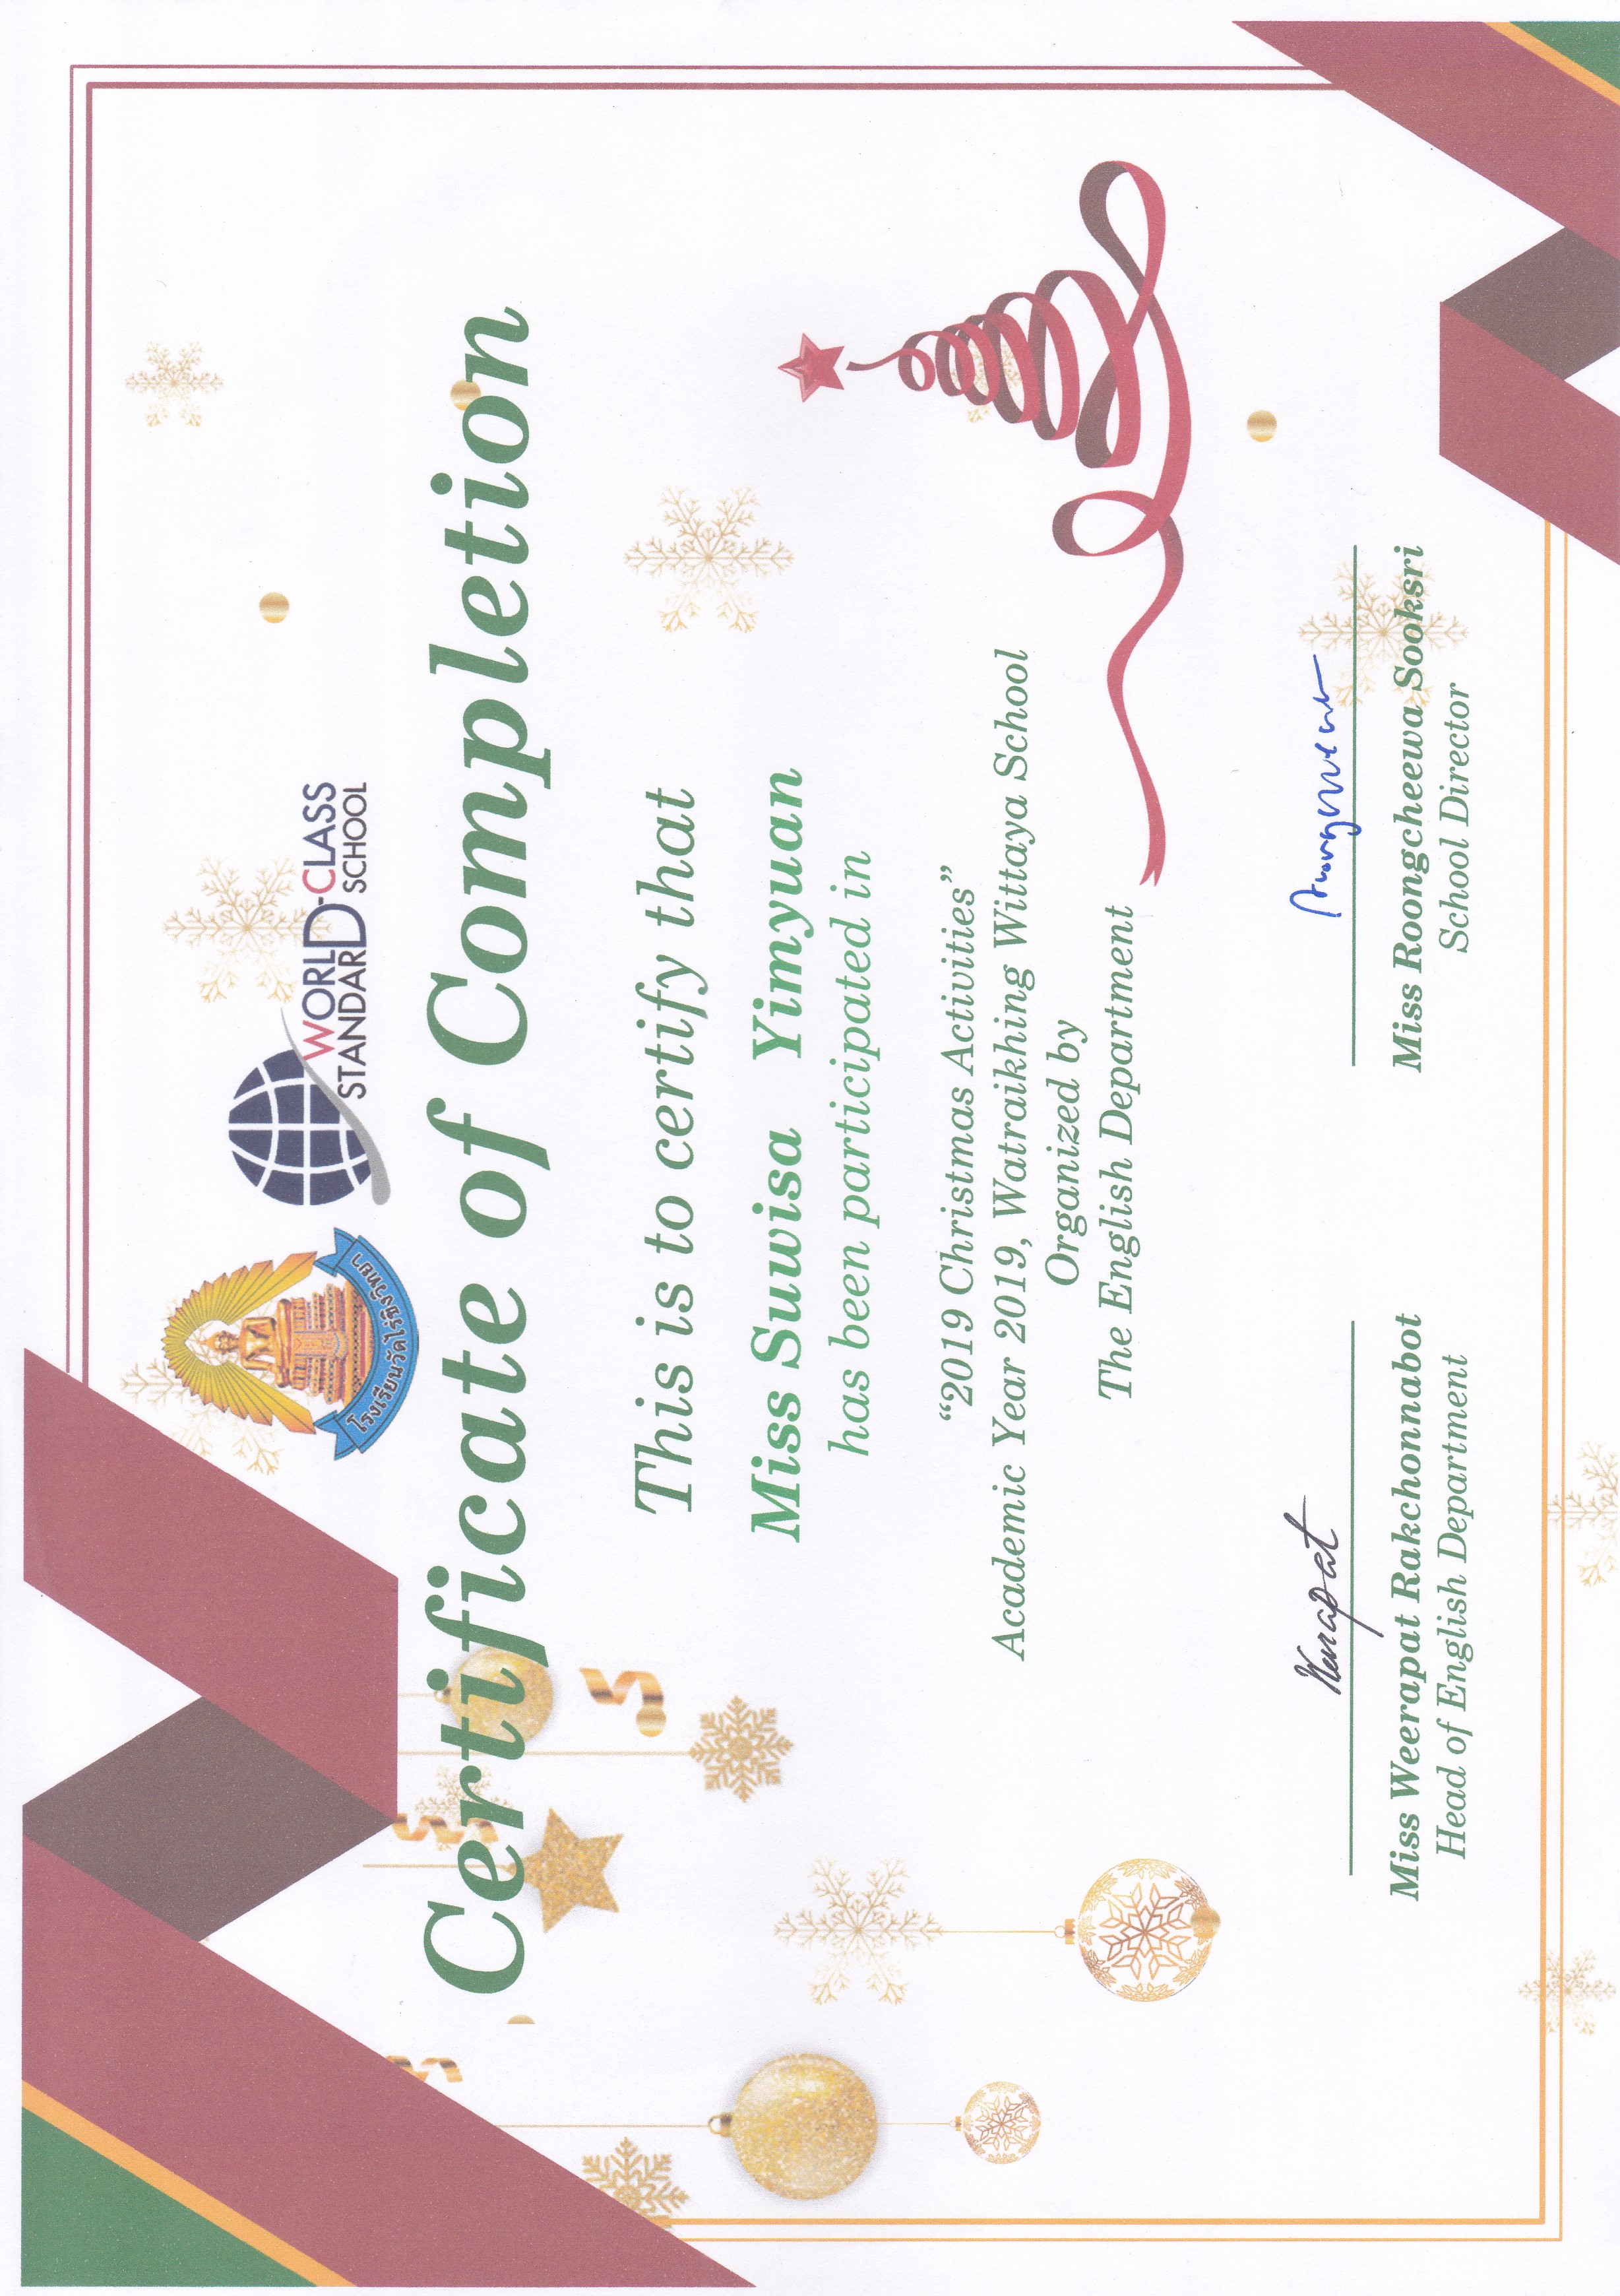 โรงเรียนวัดไร่ขิงวิทยา
WORLD-CLASS
STANDARD SCHOOL
Certificate of Completion
This is to certify that
Miss Suwisa Yimyuan
has been participated in
“2019 Christmas Activities”
Academic Year 2019, Watraikhing Wittaya School
Organized by
The English Department
Weerapat
Miss Weerapat Rakchonnabot
Head of English Department
Miss Roongcheewa Sooksri
School Director